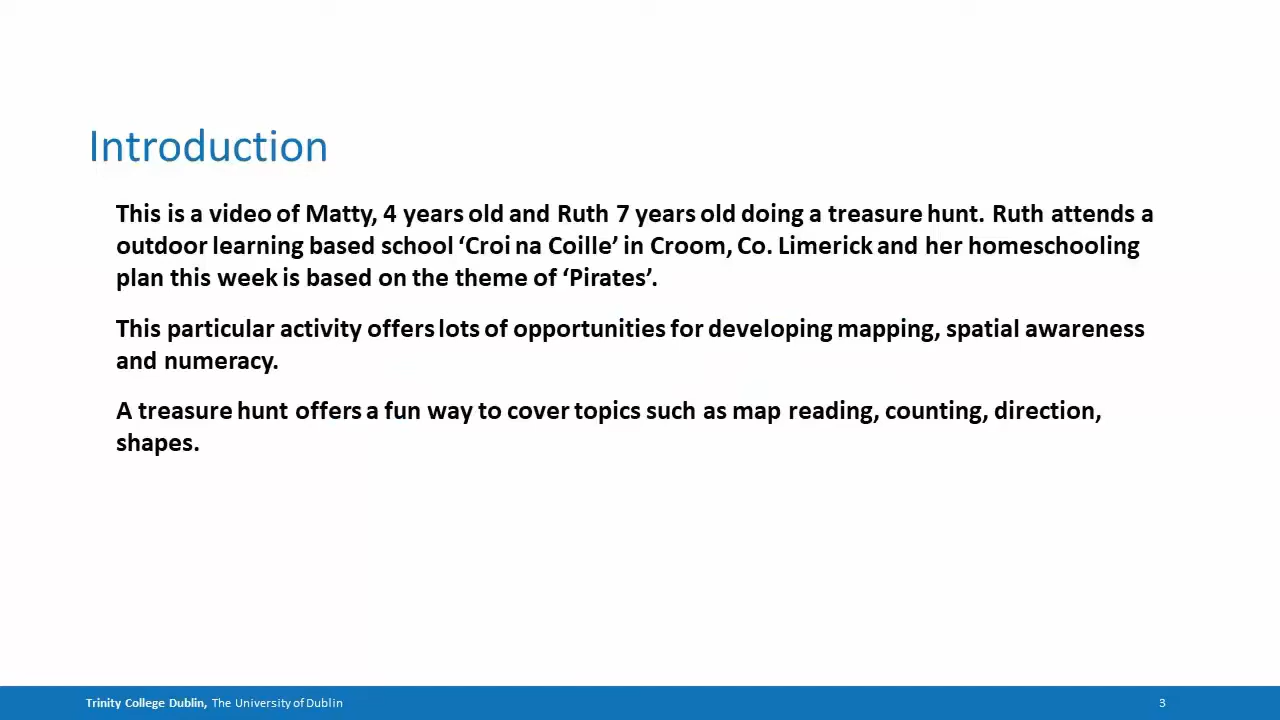 Introduction
This is a video of Matty, 4 years old and Ruth 7 years old doing a treasure hunt. Ruth attends a
outdoor learning based school ‘Croi na Coille’ in Croom, Co. Limerick and her homeschooling
plan this week is based on the theme of ‘Pirates’.
This particular activity offers lots of opportunities for developing mapping, spatial awareness
and numeracy.
A treasure hunt offers a fun way to cover topics such as map reading, counting, direction,
shapes.
Trinity College Dublin, The University of Dublin
3